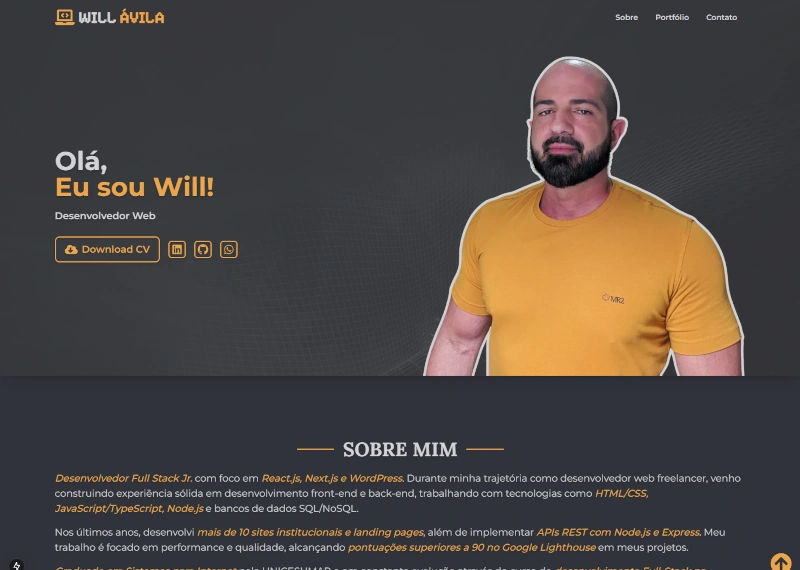 WILL ÁVILA
Sobre Portfólio Contato
Olá,
Eu sou Will!
Desenvolvedor Web
Download CV
MR2
SOBRE MIM
Desenvolvedor Full Stack Jr. com foco em React.js, Next.js e WordPress. Durante minha trajetória como desenvolvedor web freelancer, venho
construindo experiência sólida em desenvolvimento front-end e back-end, trabalhando com tecnologias como HTML/CSS,
JavaScript/TypeScript, Node.js e bancos de dados SQL/NoSQL.
Nos últimos anos, desenvolvi mais de 10 sites institucionais e landing pages, além de implementar APIs REST com Node.js e Express. Meu
trabalho é focado em performance e qualidade, alcançando pontuações superiores a 90 no Google Lighthouse em meus projetos.